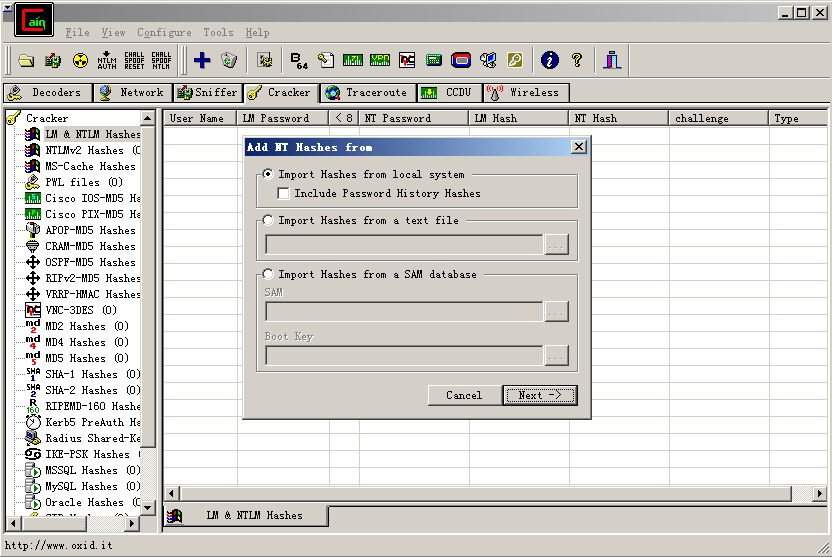 Cain
File View Configure Tools Help
B 64
NTLM AUTH
CHALL SPOOF RESET
CHALL SPOOF NTLM
Decoders Network Sniffer Cracker Traceroute CCDU Wireless
Cracker
LM & NTLM Hashes
NTLMv2 Hashes (0
MS-Cache Hashes
PWL files (0)
Cisco IOS-MD5 Ha
Cisco PIX-MD5 Ha
APOP-MD5 Hashes
CRAM-MD5 Hashes
OSPF-MD5 Hashes
RIPv2-MD5 Hashes
VRRP-HMAC Hashes
VNC-3DES (0)
MD2 Hashes (0)
MD4 Hashes (0)
MD5 Hashes (0)
SHA-1 Hashes (0)
SHA-2 Hashes (0)
RIPEMD-160 Hashe
Kerb5 PreAuth Ha
Radius Shared-Ke
IKE-PSK Hashes
MSSQL Hashes (0)
MySQL Hashes (0)
Oracle Hashes (0
User Name LM Password < 8 NT Password LM Hash NT Hash challenge Type
Add NT Hashes from
Import Hashes from local system
Include Password History Hashes
Import Hashes from a text file
...
Import Hashes from a SAM database
SAM
...
Boot Key
...
Cancel Next ->
LM & NTLM Hashes
http://www.oxid.it